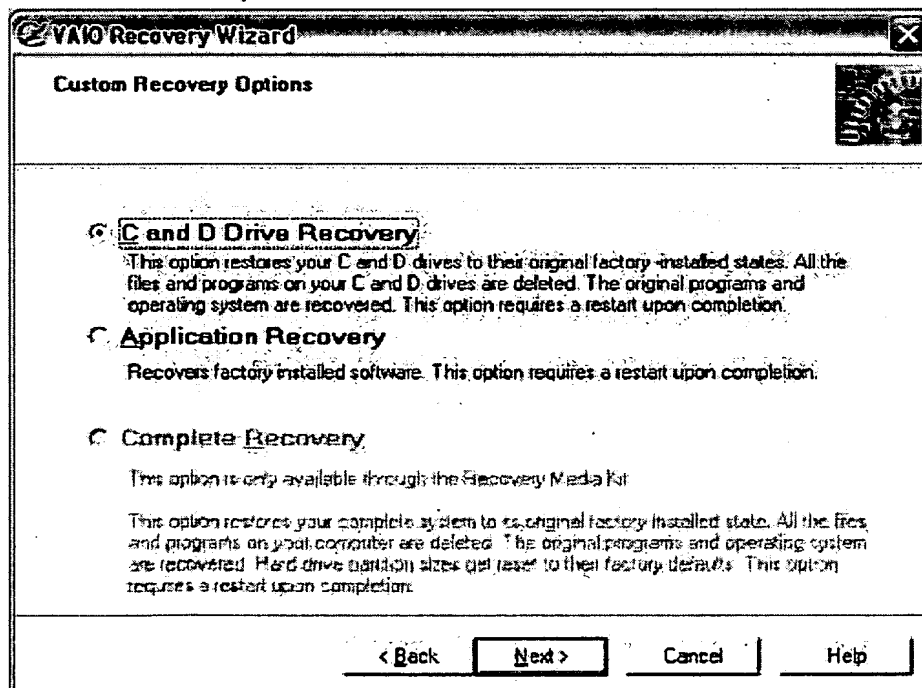 VAIO Recovery Wizard
Custom Recovery Options
C and D Drive Recovery
This option restores your C and D drives to their original factory-installed states. All the
files and programs on your C and D drives are deleted. The original programs and
operating system are recovered. This option requires a restart upon completion.
Application Recovery
Recovers factory installed software. This option requires a restart upon completion.
Complete Recovery
This option is only available through the Recovery Media Kit
This option restores your complete system to its original factory installed state. All the files
and programs on your computer are deleted. The original programs and operating system
are recovered. Hard drive partition sizes get reset to their factory defaults. This option
requires a restart upon completion.
< Back
Next >
Cancel
Help